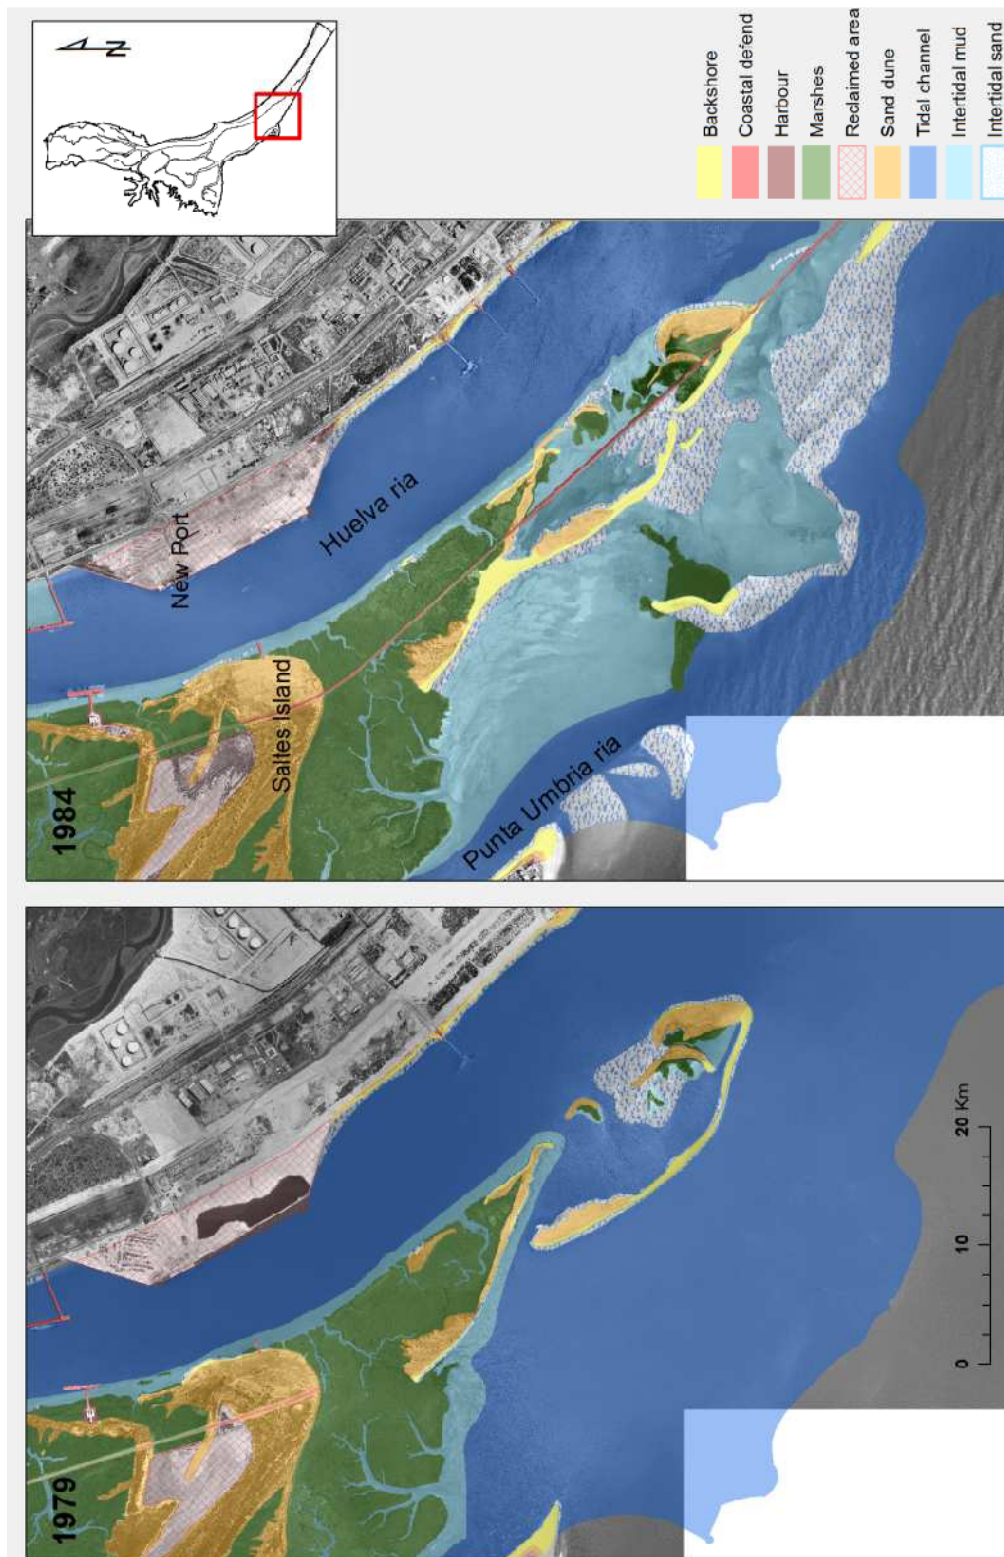 N
Backshore
Coastal defend
Harbour
Marshes
Reclaimed area
Sand dune
Tidal channel
Intertidal mud
Intertidal sand
1984
New Port
Huelva ria
Saltes Island
Punta Umbria ria
1979
0 10 20 Km